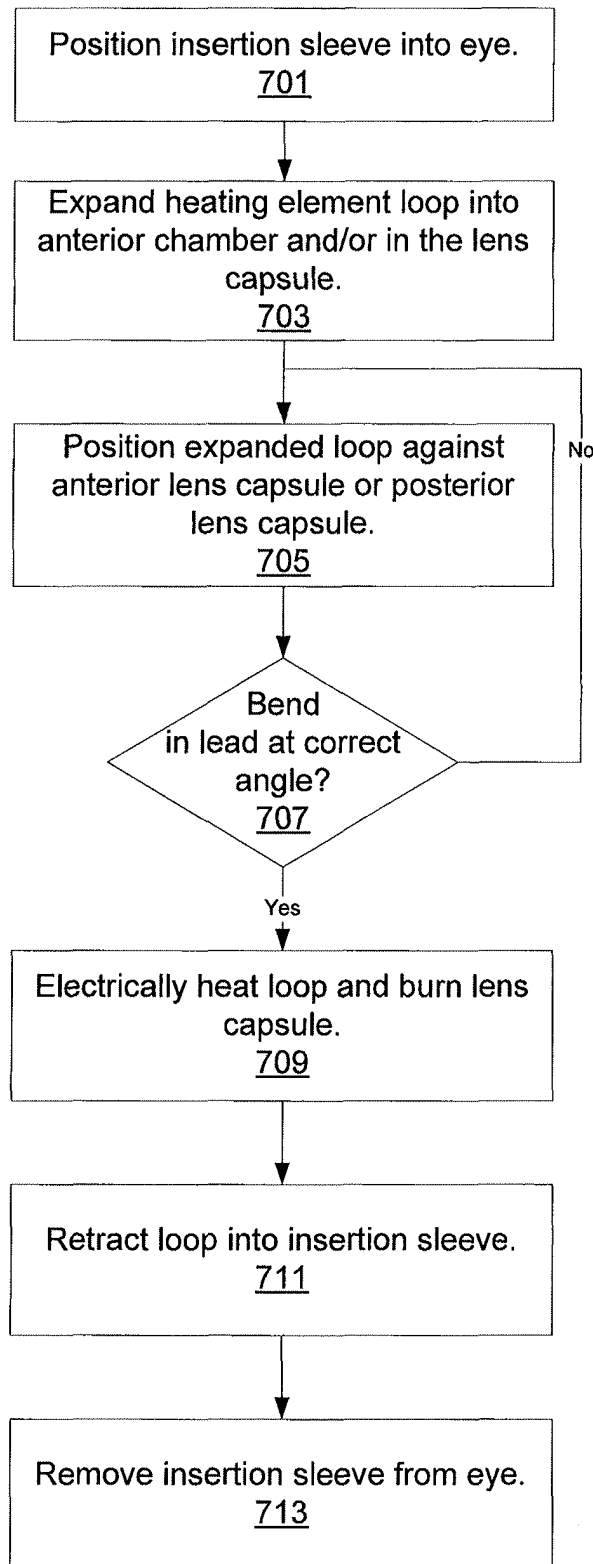 Position insertion sleeve into eye.
701
Expand heating element loop into
anterior chamber and/or in the lens
capsule.
703
Position expanded loop against
anterior lens capsule or posterior
lens capsule.
705
No
Bend
in lead at correct
angle?
707
Yes
Electrically heat loop and burn lens
capsule.
709
Retract loop into insertion sleeve.
711
Remove insertion sleeve from eye.
713